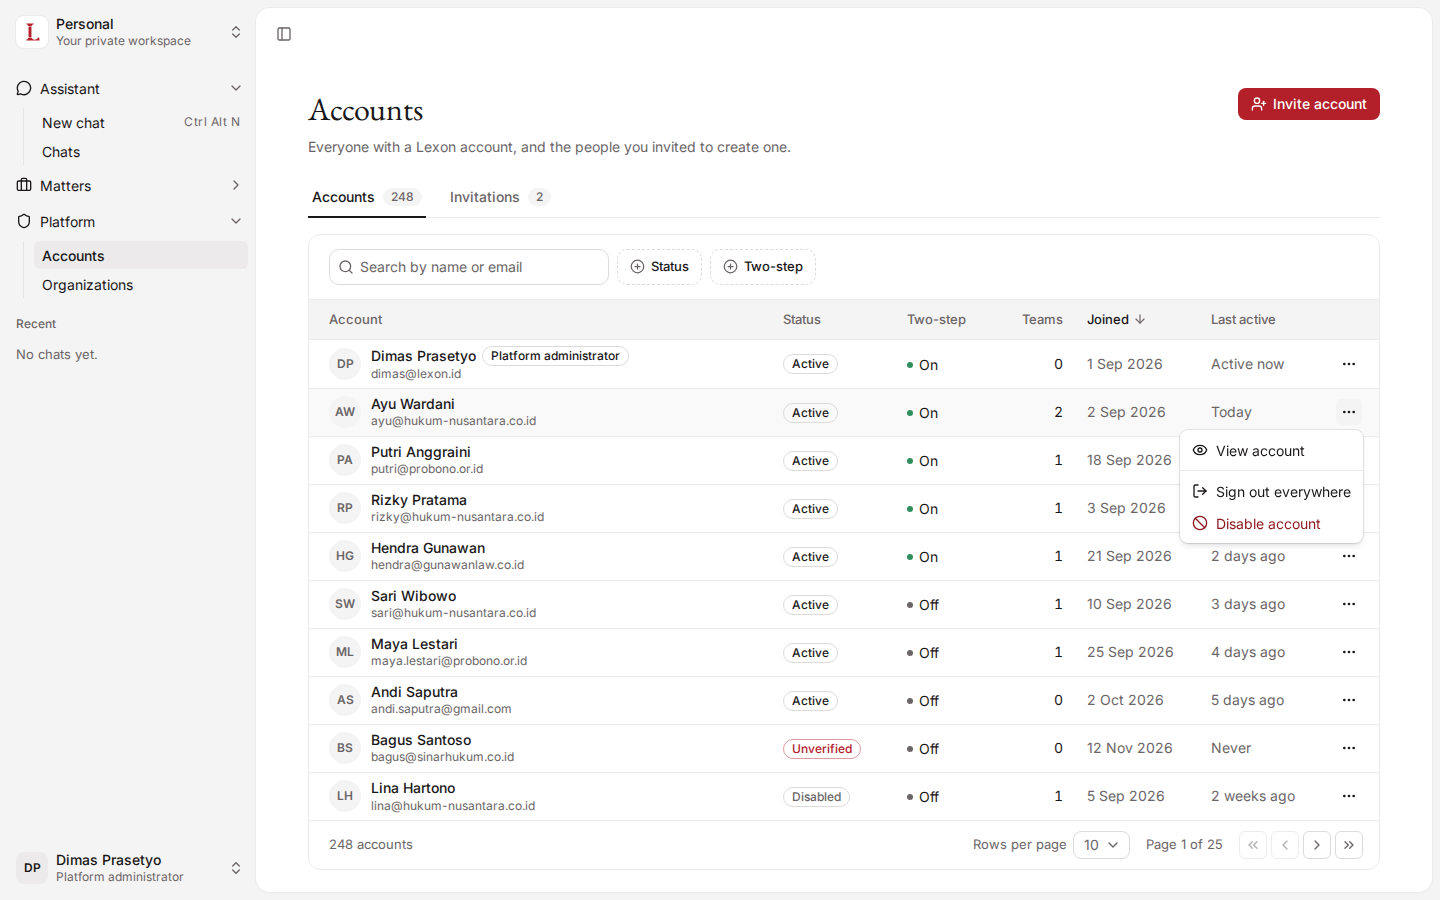 L
Personal
Your private workspace
Assistant
New chat Ctrl Alt N
Chats
Matters
Platform
Accounts
Organizations
Recent
No chats yet.
DP
Dimas Prasetyo
Platform administrator
Accounts
Invite account
Everyone with a Lexon account, and the people you invited to create one.
Accounts 248 Invitations 2
Search by name or email Status Two-step
Account Status Two-step Teams Joined Last active
DP Dimas Prasetyo Platform administrator Active On 0 1 Sep 2026 Active now
dimas@lexon.id
AW Ayu Wardani Active On 2 2 Sep 2026 Today
ayu@hukum-nusantara.co.id
View account
Sign out everywhere
Disable account
PA Putri Anggraini Active On 1 18 Sep 2026
putri@probono.or.id
RP Rizky Pratama Active On 1 3 Sep 2026
rizky@hukum-nusantara.co.id
HG Hendra Gunawan Active On 1 21 Sep 2026 2 days ago
hendra@gunawanlaw.co.id
SW Sari Wibowo Active Off 1 10 Sep 2026 3 days ago
sari@hukum-nusantara.co.id
ML Maya Lestari Active Off 1 25 Sep 2026 4 days ago
maya.lestari@probono.or.id
AS Andi Saputra Active Off 0 2 Oct 2026 5 days ago
andi.saputra@gmail.com
BS Bagus Santoso Unverified Off 0 12 Nov 2026 Never
bagus@sinarhukum.co.id
LH Lina Hartono Disabled Off 1 5 Sep 2026 2 weeks ago
lina@hukum-nusantara.co.id
248 accounts Rows per page 10 Page 1 of 25